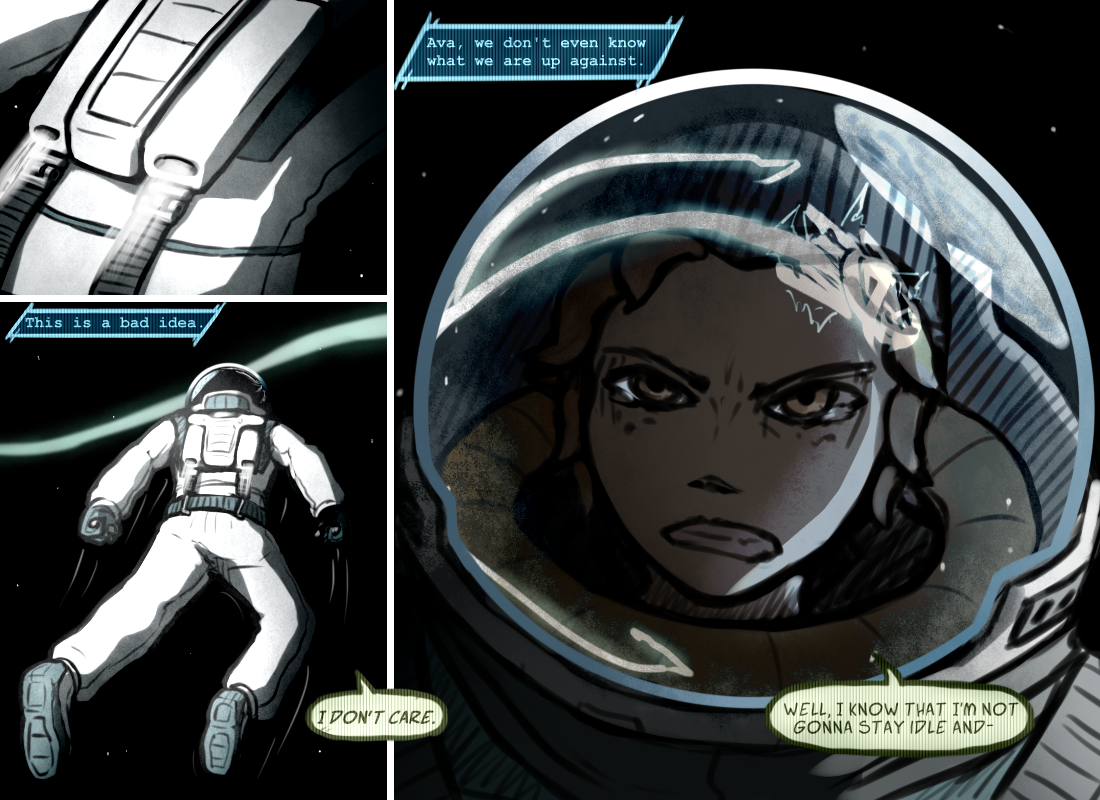 This is a bad idea.
I DON'T CARE.
Ava, we don't even know
what we are up against.
WELL, I KNOW THAT I'M NOT
GONNA STAY IDLE AND-